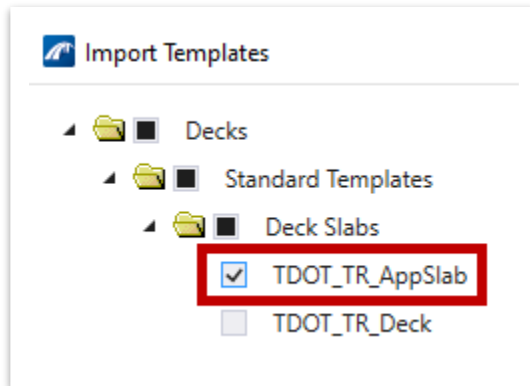 Import Templates
Decks
Standard Templates
Deck Slabs
TDOT_TR_AppSlab
TDOT_TR_Deck